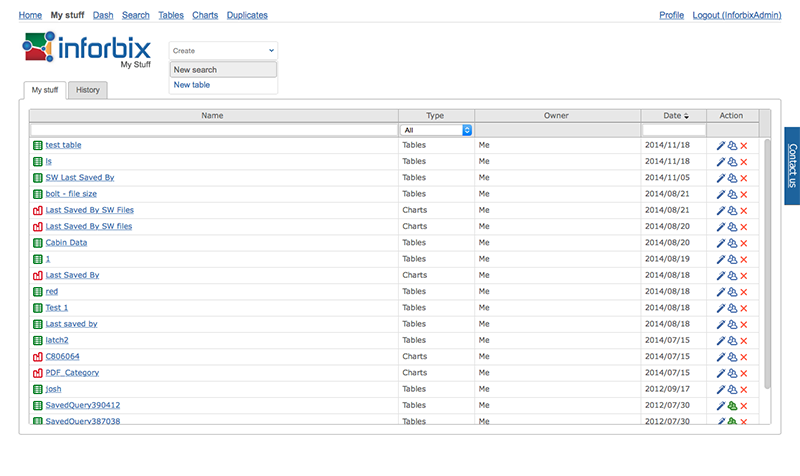 Home My stuff Dash Search Tables Charts Duplicates Profile Logout (InforbixAdmin)
inforbix
My Stuff
Create
New search
New table
My stuff History
Name Type Owner Date Action
All
test table Tables Me 2014/11/18
ls Tables Me 2014/11/18
SW Last Saved By Tables Me 2014/11/05
bolt - file size Tables Me 2014/08/21
Last Saved By SW Files Charts Me 2014/08/21
Last Saved By SW files Charts Me 2014/08/20
Cabin Data Tables Me 2014/08/20
1 Tables Me 2014/08/19
Last Saved By Charts Me 2014/08/18
red Tables Me 2014/08/18
Test 1 Tables Me 2014/08/18
Last saved by Tables Me 2014/08/18
latch2 Tables Me 2014/07/15
C806064 Charts Me 2014/07/15
PDF_Category Charts Me 2014/07/15
josh Tables Me 2012/09/17
SavedQuery390412 Tables Me 2012/07/30
SavedQuery387038 Tables Me 2012/07/30
Contact us